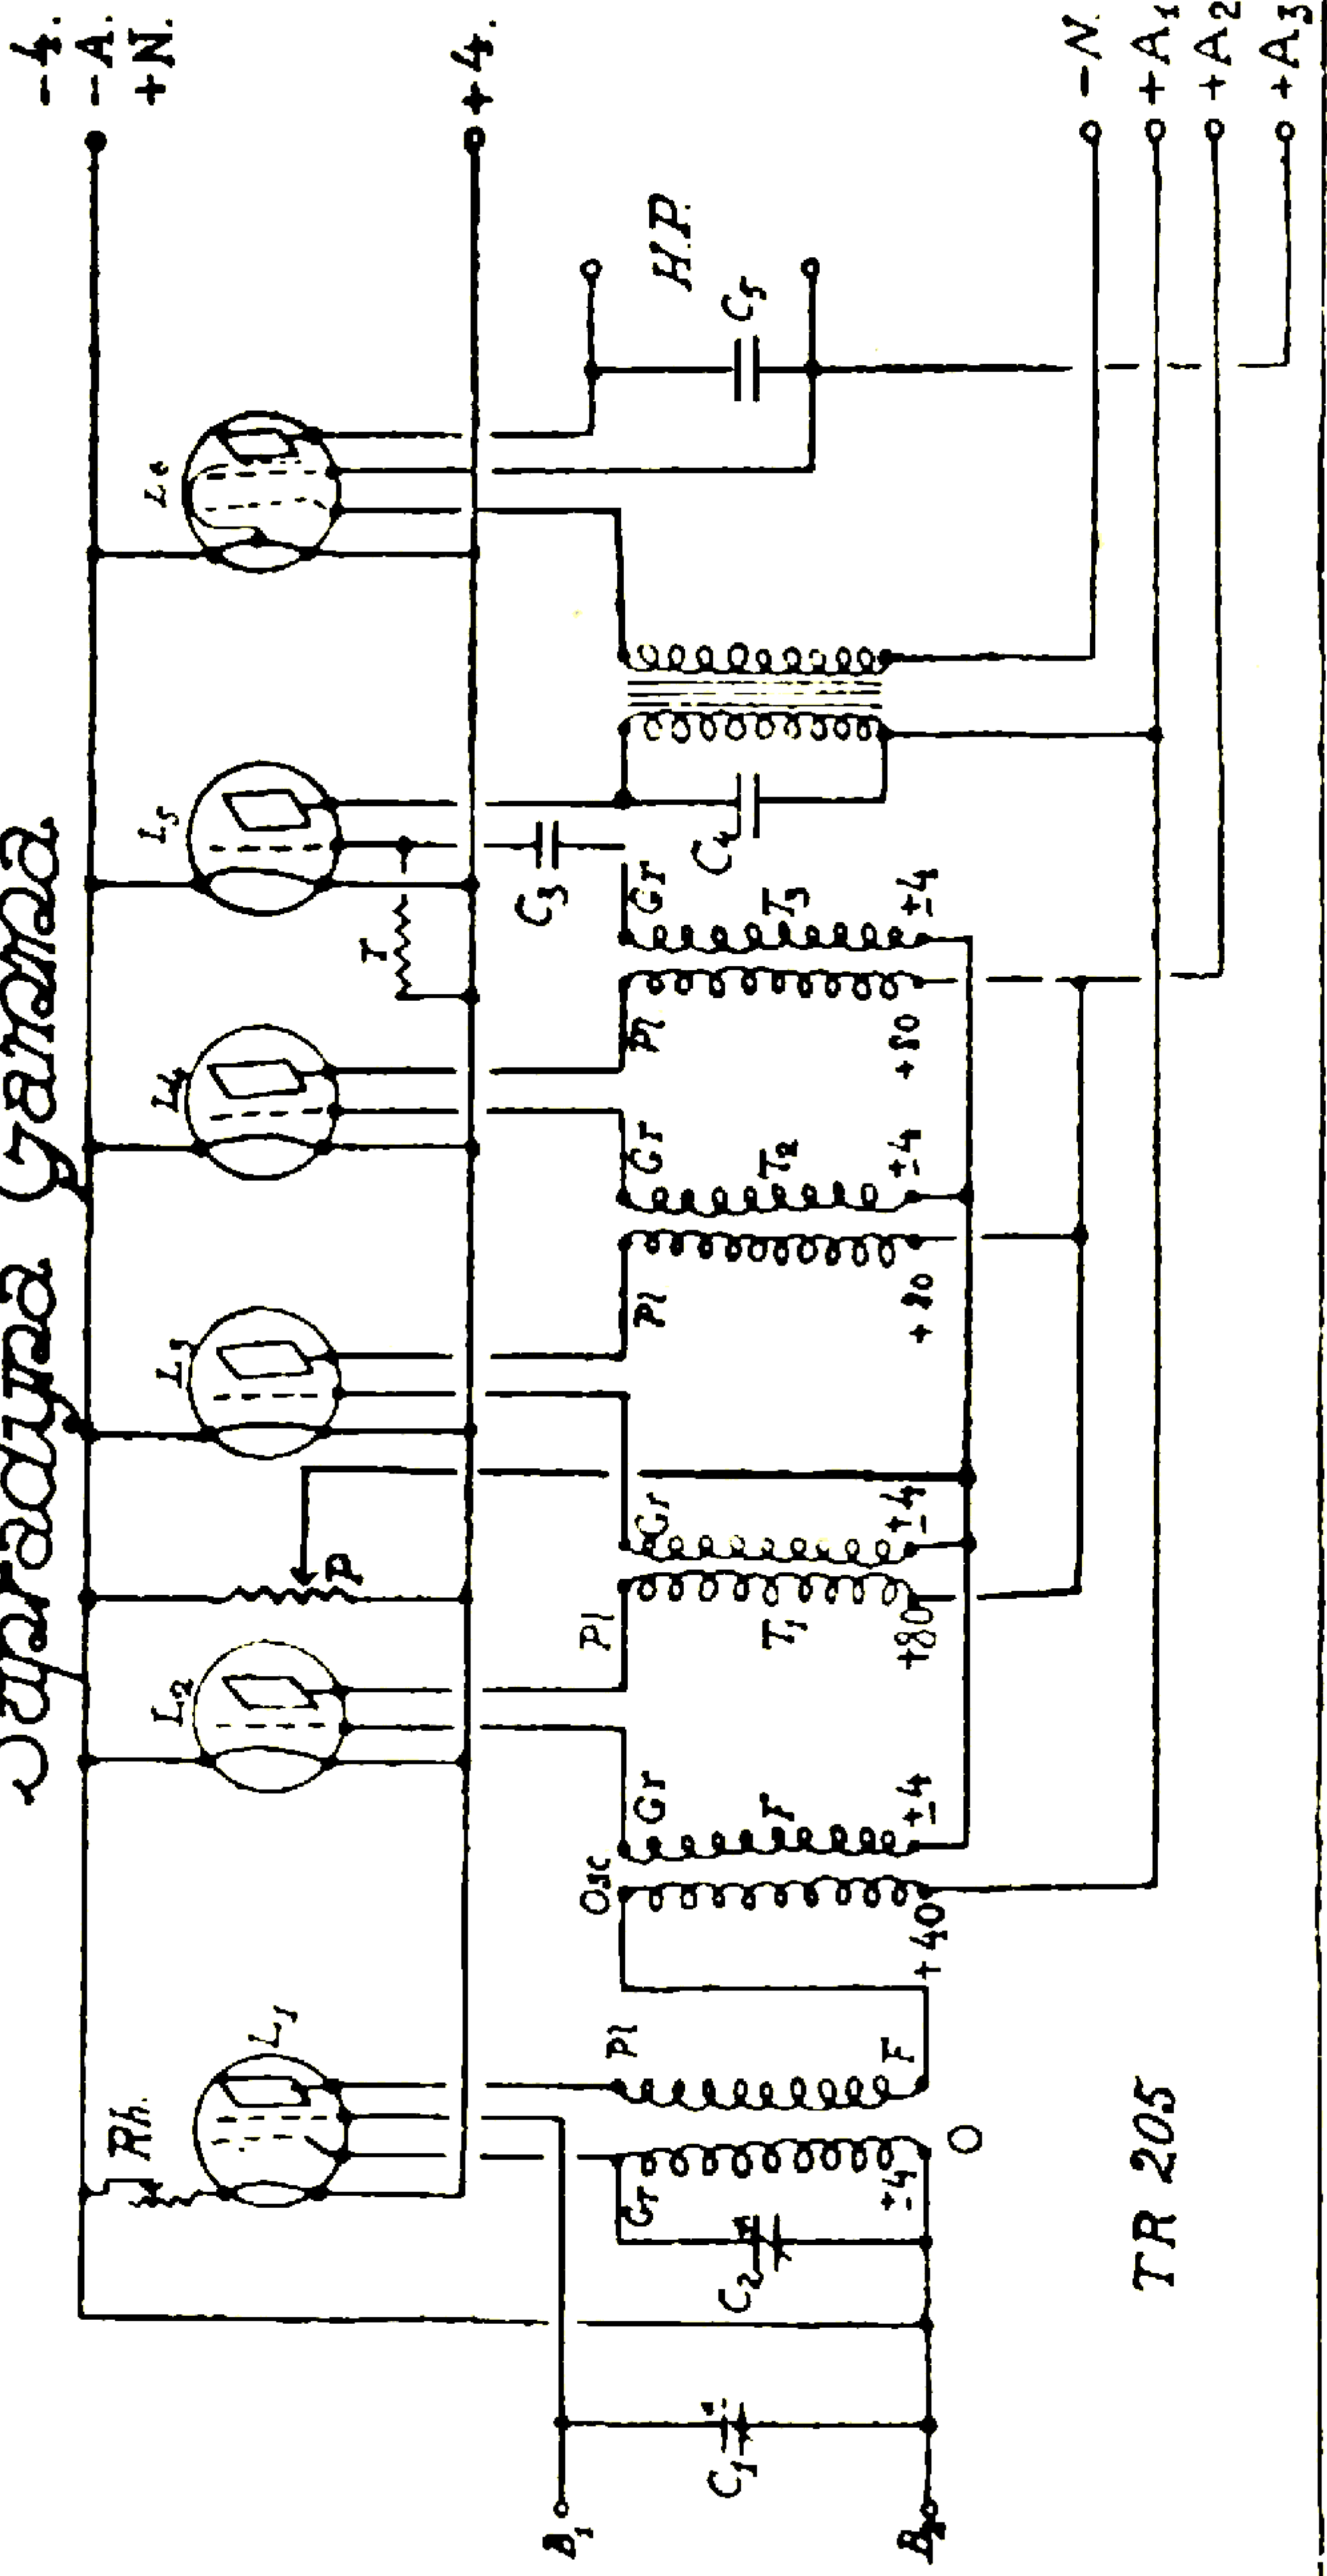 Supradyna Gamma
-4.
-A.
+N.
+4.
Rh.
L1
L2
P
L3
L4
r
L5
L6
H.P.
C5
C3
C4
B1
B2
C1
C2
Gr
±4
O
Pl
F
Osc
+40
Gr
F
±4
Pl
T1
+80
Gr
±4
Pl
+80
Gr
T2
±4
Pl
+80
Gr
T3
±4
-N.
+A1
+A2
+A3
TR 205